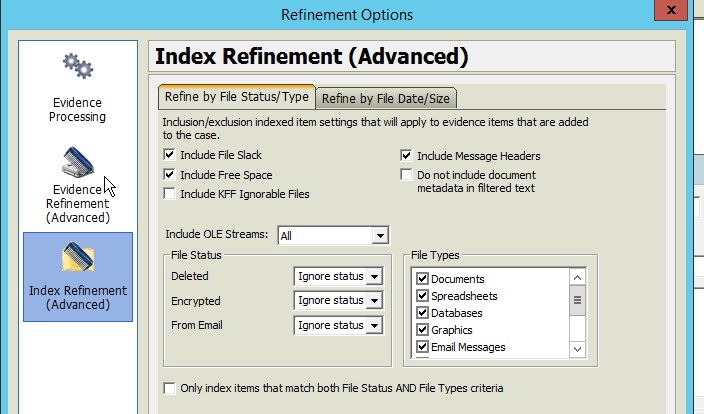 Refinement Options
x
Evidence
Processing
Evidence
Refinement
(Advanced)
Index Refinement
(Advanced)
Index Refinement (Advanced)
Refine by File Status/Type
Refine by File Date/Size
Inclusion/exclusion indexed item settings that will apply to evidence items that are added
to the case.
Include File Slack
Include Message Headers
Include Free Space
Do not include document
metadata in filtered text
Include KFF Ignorable Files
Include OLE Streams:
All
File Status
Deleted
Ignore status
Encrypted
Ignore status
From Email
Ignore status
File Types
Documents
Spreadsheets
Databases
Graphics
Email Messages
Only index items that match both File Status AND File Types criteria